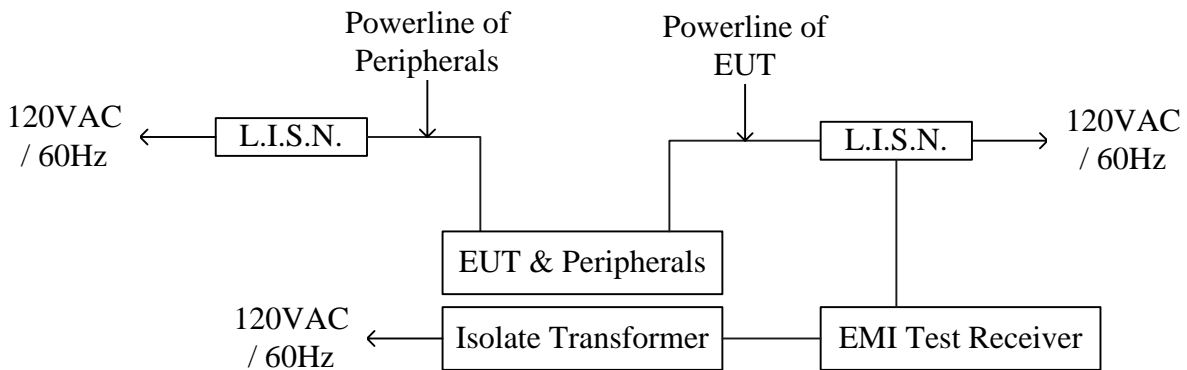 Powerline of
Peripherals
Powerline of
EUT
120VAC
/ 60Hz
L.I.S.N.
L.I.S.N.
120VAC
/ 60Hz
EUT & Peripherals
120VAC
/ 60Hz
Isolate Transformer
EMI Test Receiver